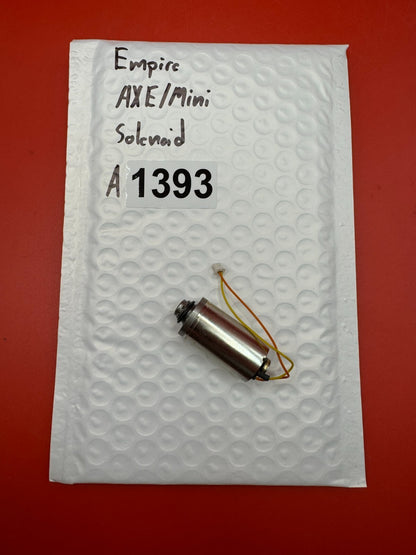 Empire
AXE/Mini
Solenoid
A 1393